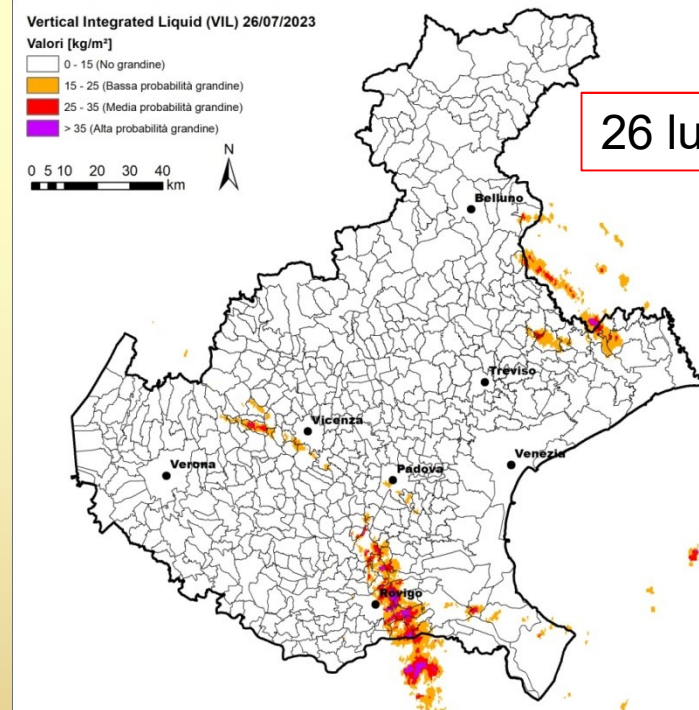 Vertical Integrated Liquid (VIL) 26/07/2023
Valori [kg/m²]
0 - 15 (No grandine)
15 - 25 (Bassa probabilità grandine)
25 - 35 (Media probabilità grandine)
> 35 (Alta probabilità grandine)
N
0 5 10 20 30 40
km
26 lu
Belluno
Treviso
Vicenza
Venezia
Verona
Padova
Rovigo